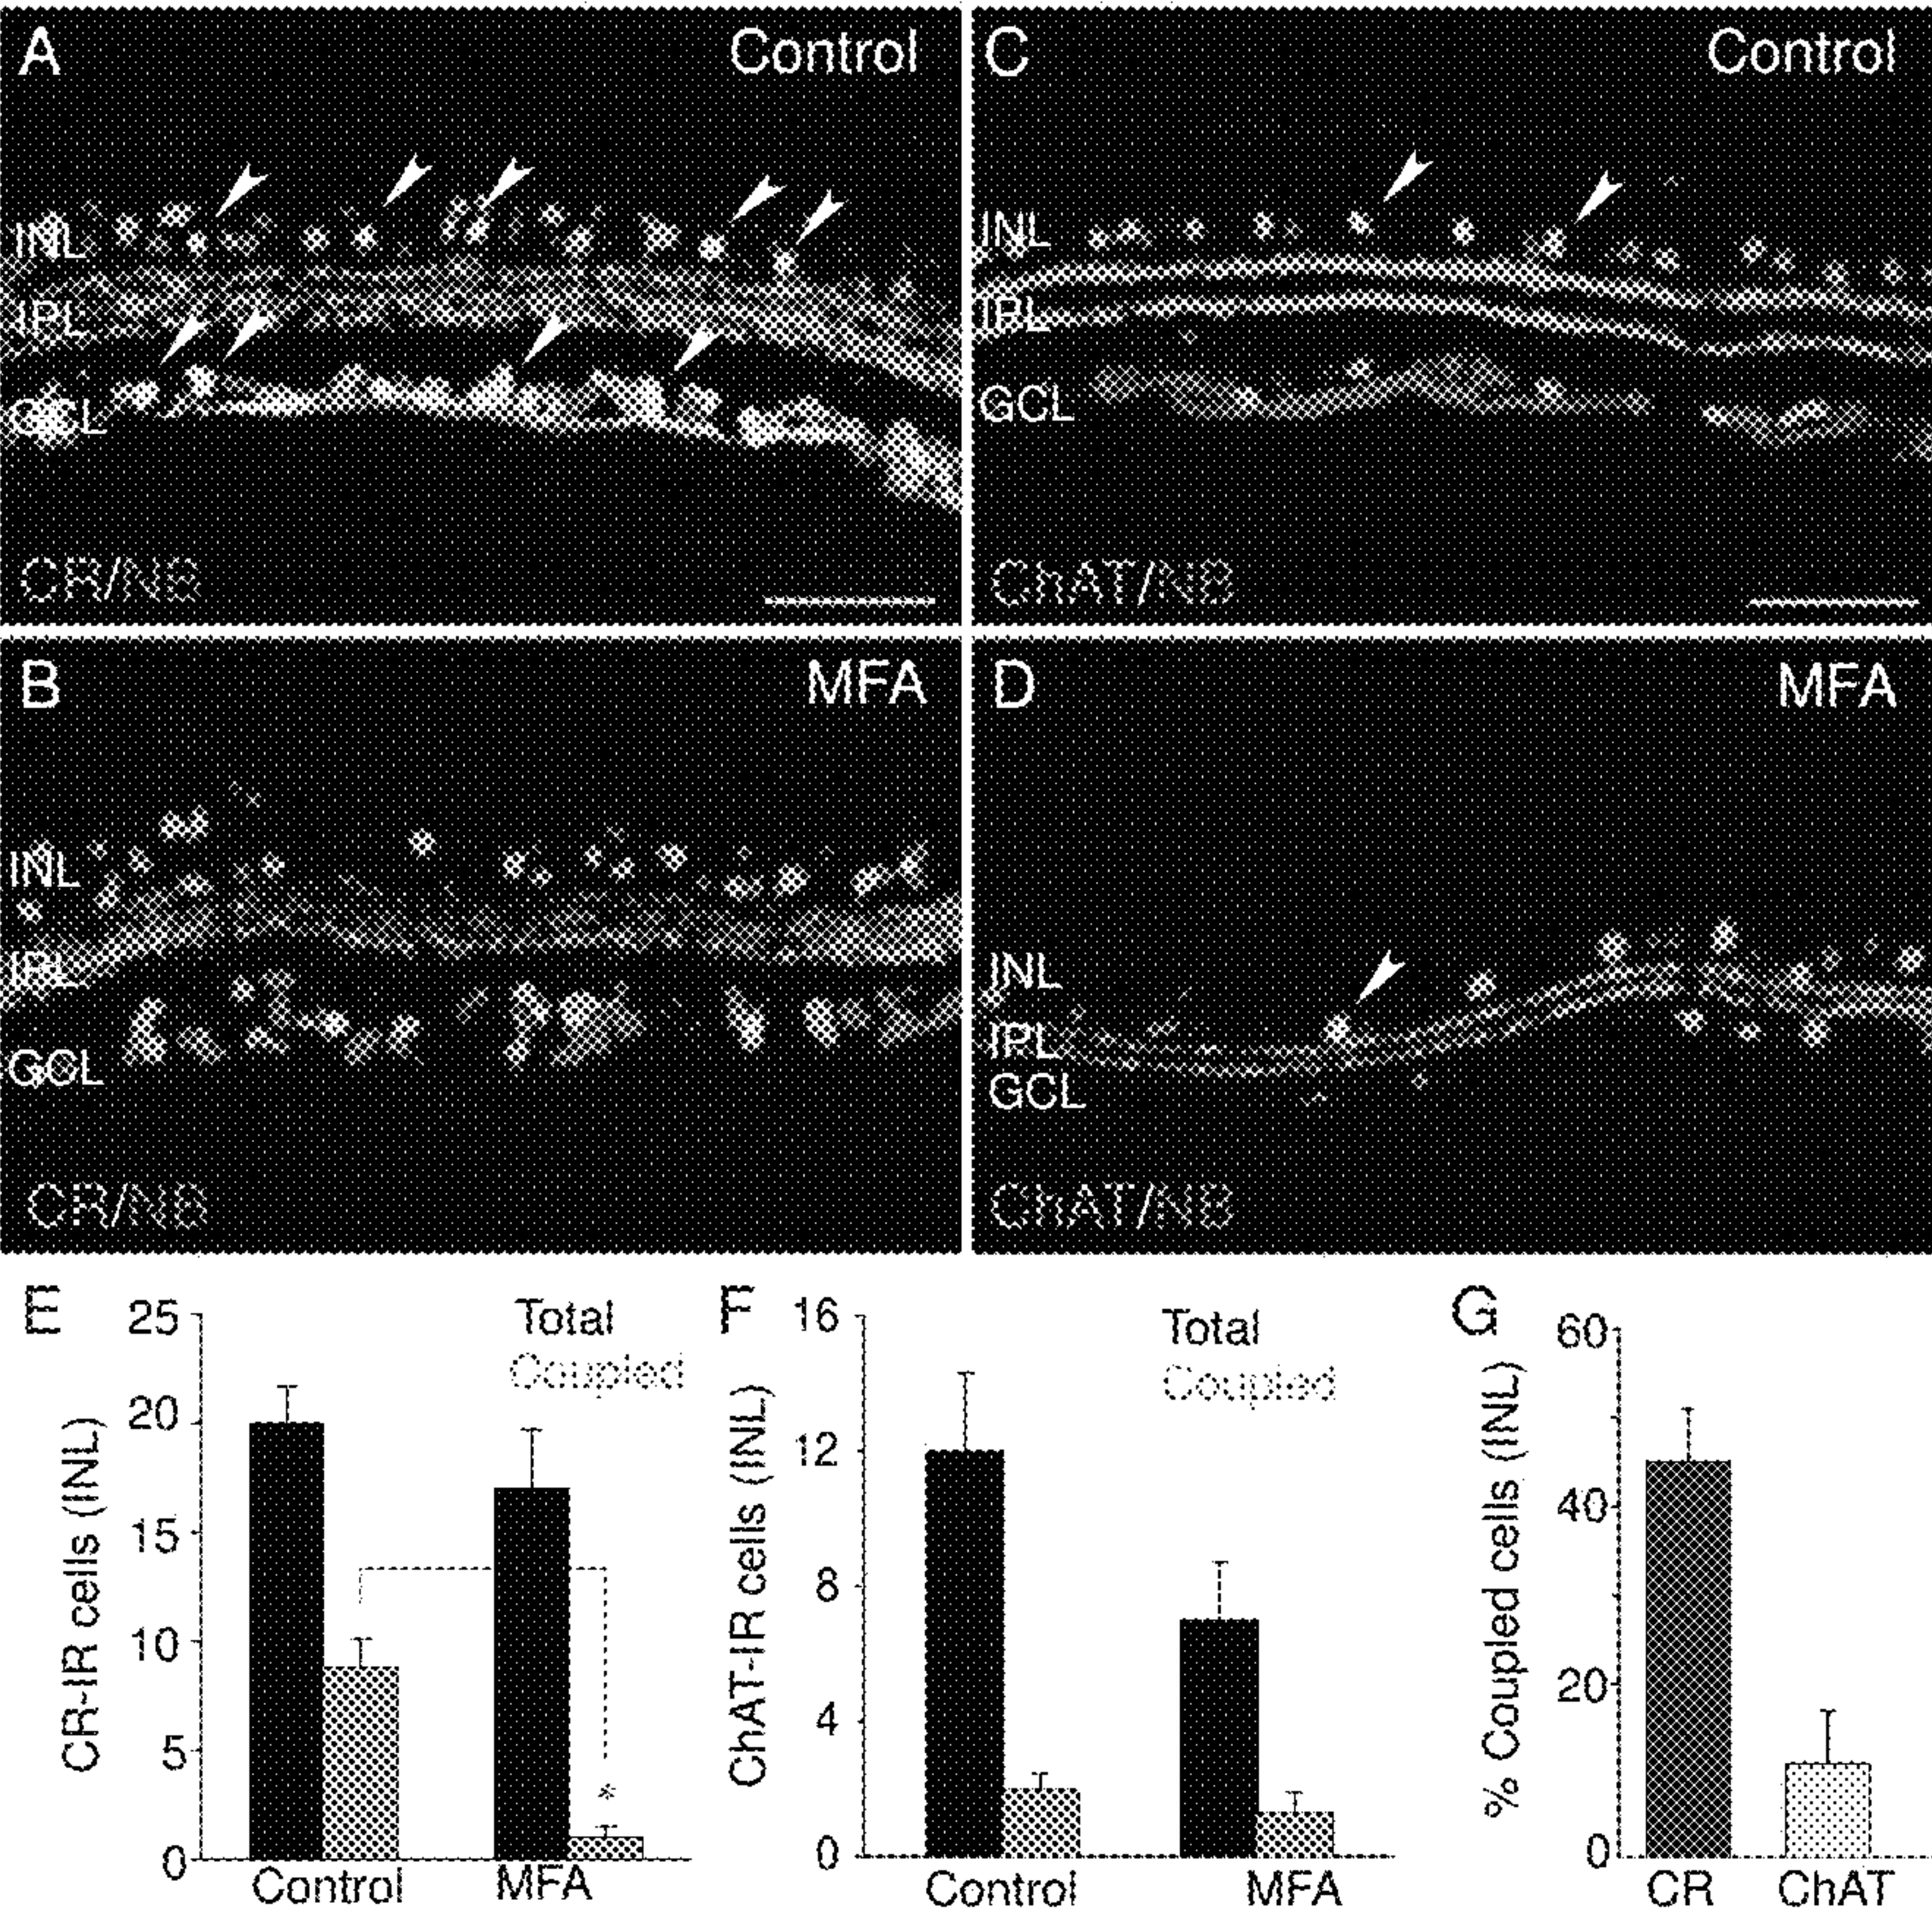 A Control
INL
IPL
GCL
CR/NB
C Control
INL
IPL
GCL
ChAT/NB
B MFA
INL
IPL
GCL
CR/NB
D MFA
INL
IPL
GCL
ChAT/NB
E
CR-IR cells (INL)
25
20
15
10
5
0
Total
Coupled
*
Control MFA
F
ChAT-IR cells (INL)
16
12
8
4
0
Total
Coupled
Control MFA
G
% Coupled cells (INL)
60
40
20
0
CR ChAT